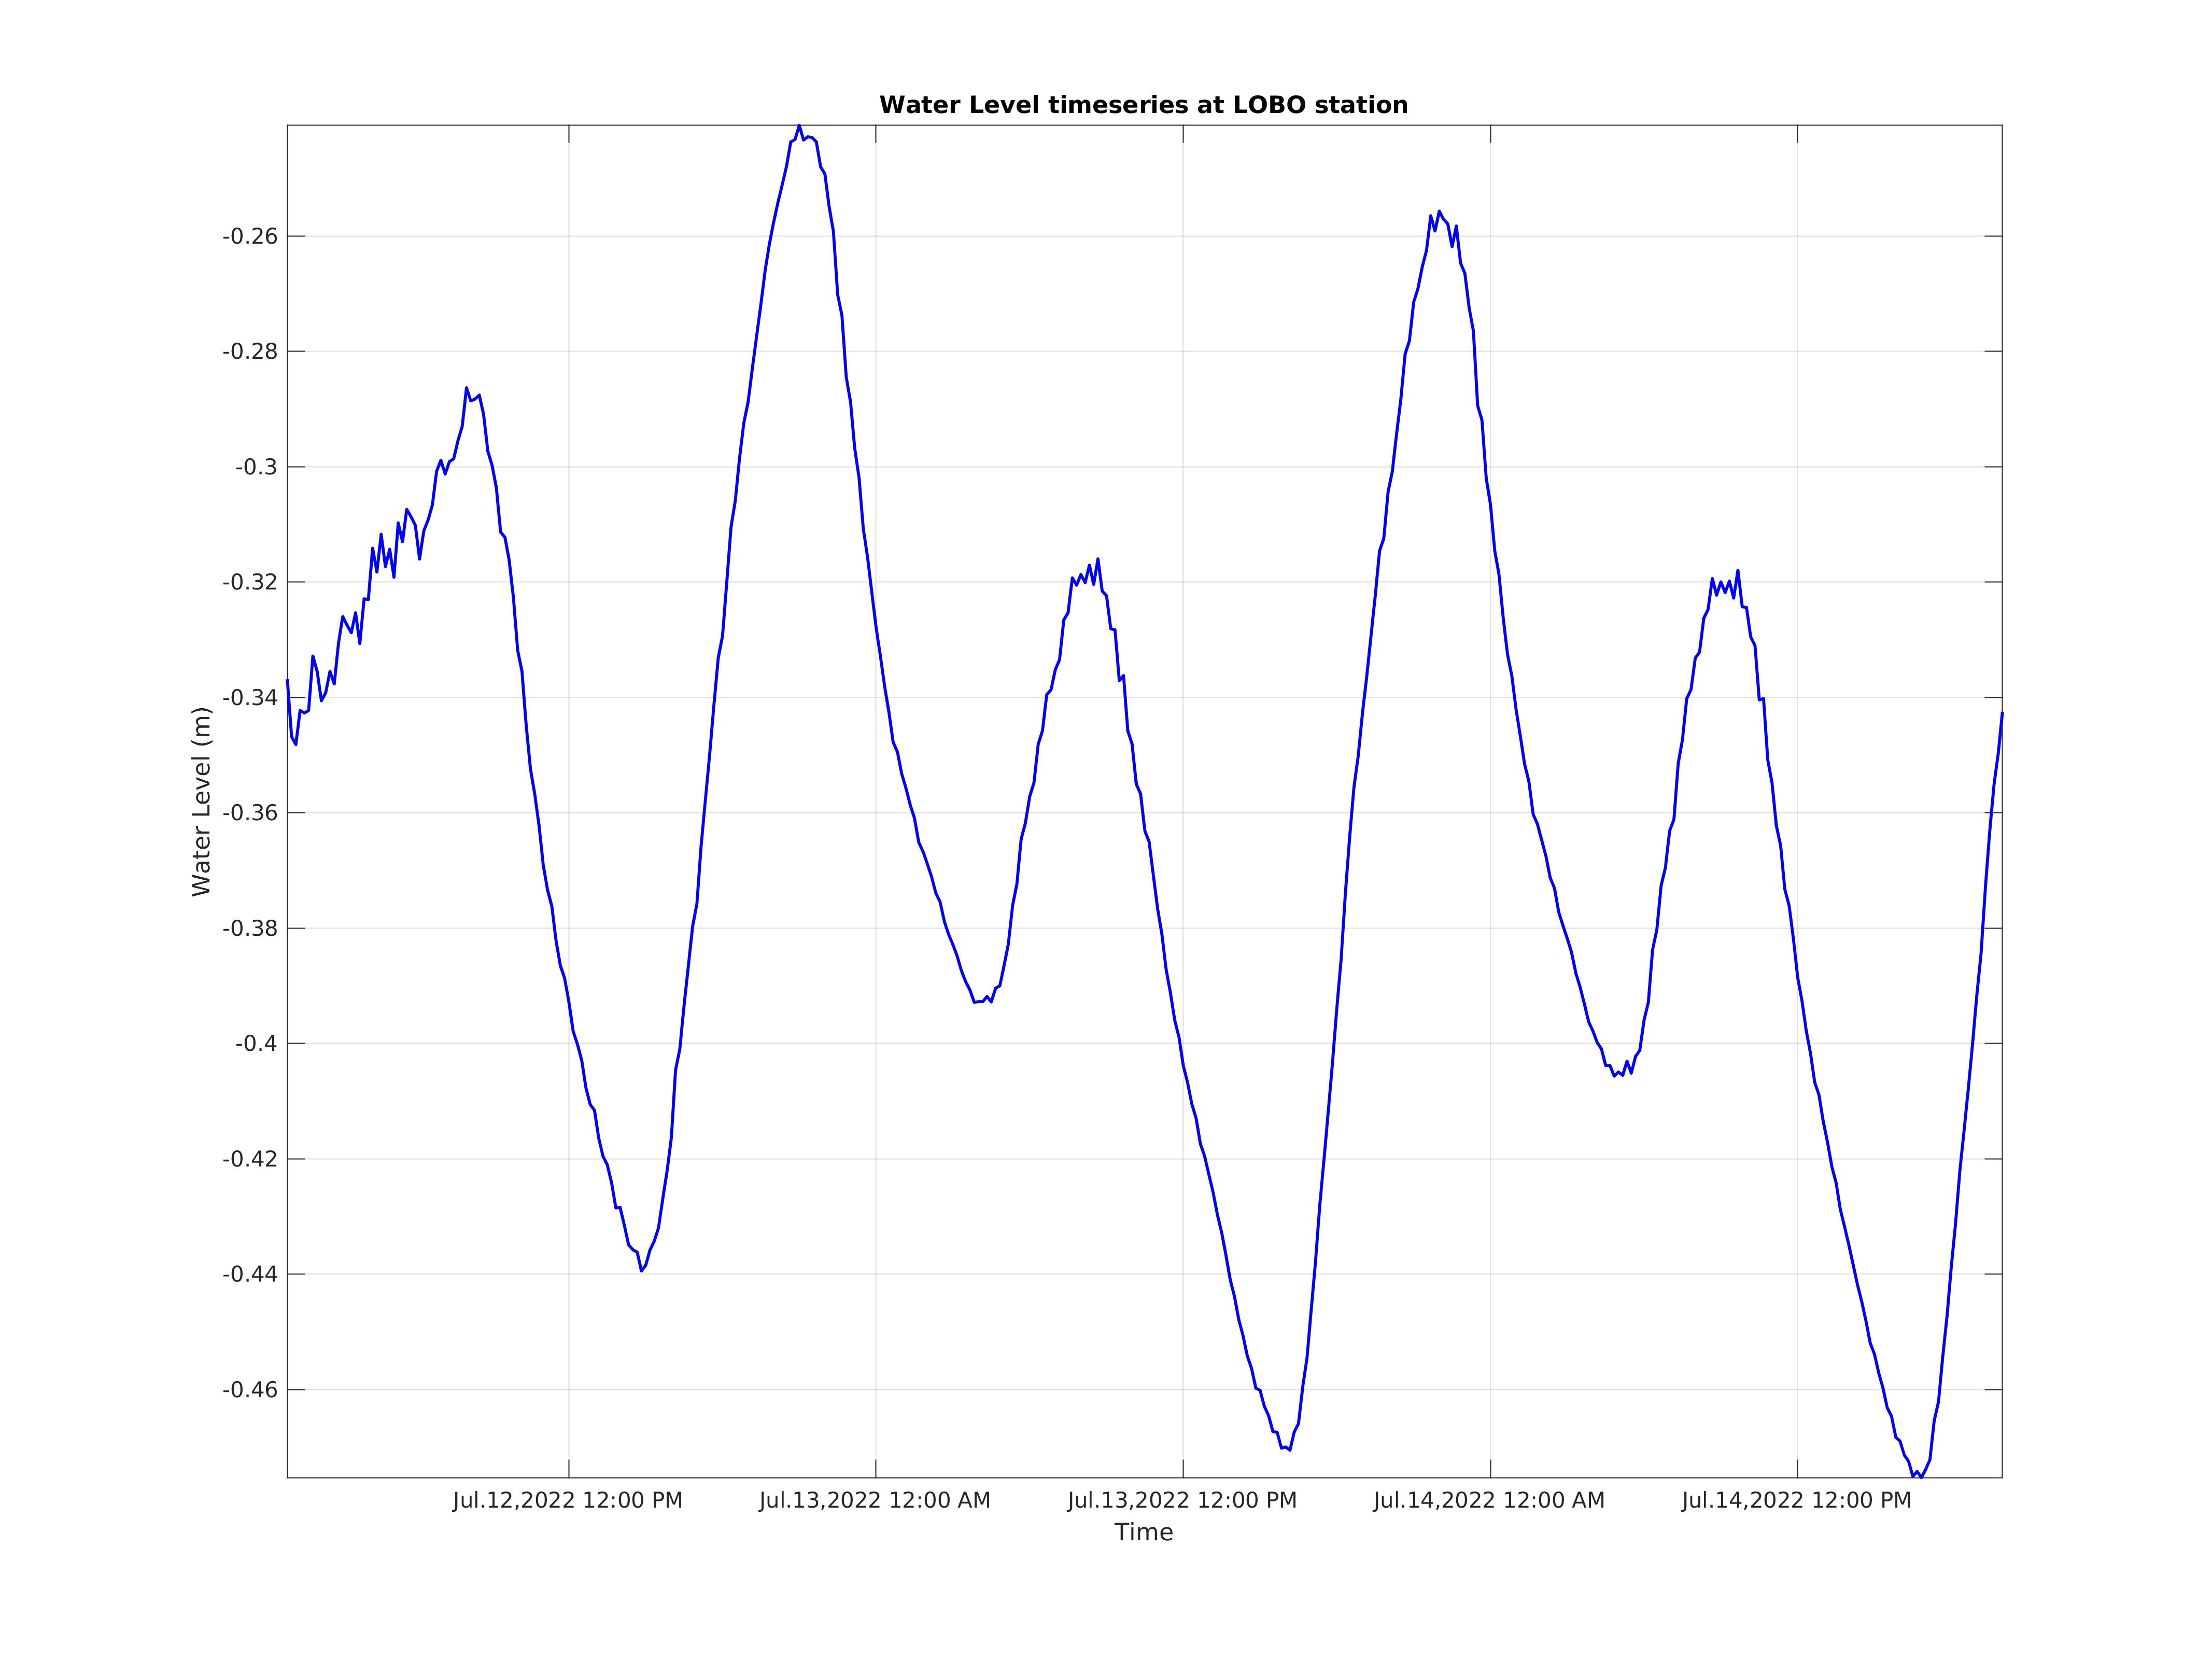 Water Level timeseries at LOBO station
-0.26
-0.28
-0.3
-0.32
-0.34
-0.36
-0.38
-0.4
-0.42
-0.44
-0.46
Water Level (m)
Jul.12,2022 12:00 PM
Jul.13,2022 12:00 AM
Jul.13,2022 12:00 PM
Jul.14,2022 12:00 AM
Jul.14,2022 12:00 PM
Time